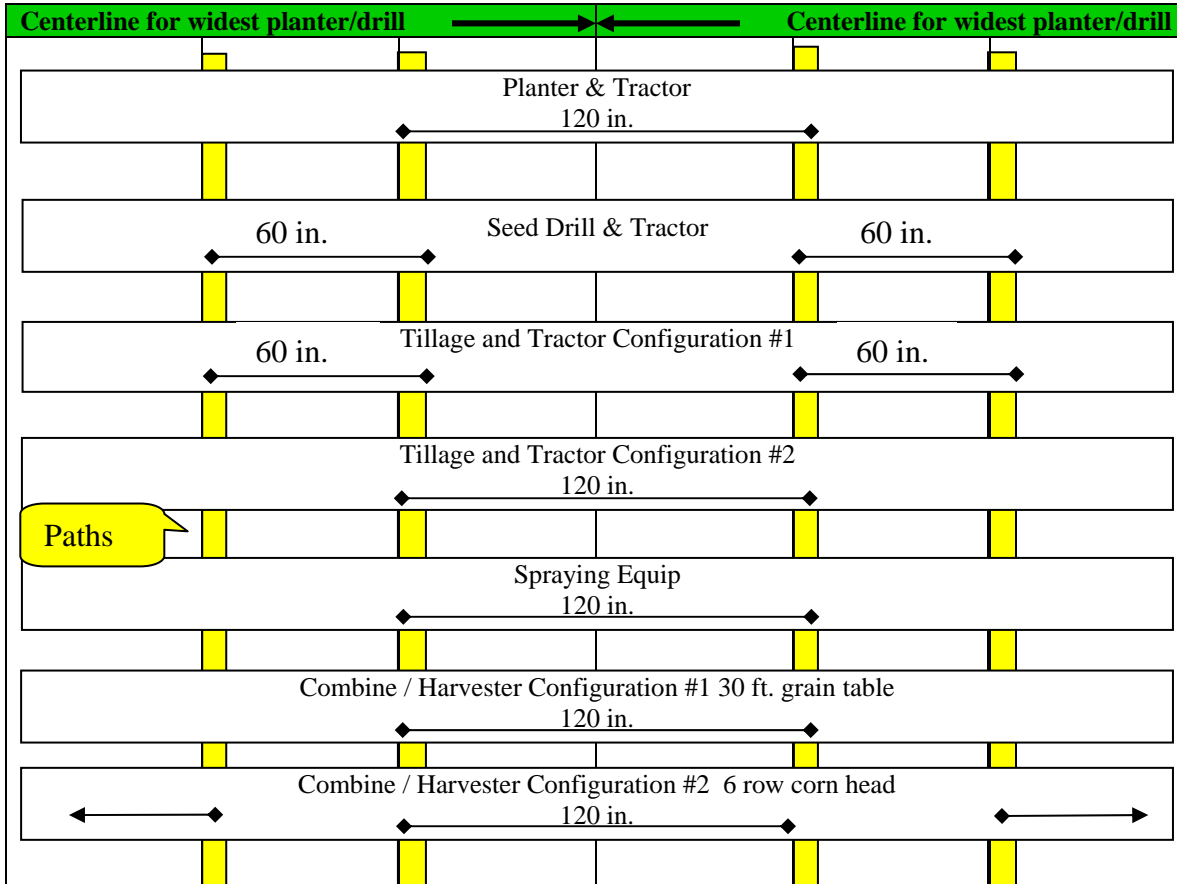 Centerline for widest planter/drill Centerline for widest planter/drill
Planter & Tractor
120 in.
Seed Drill & Tractor
60 in. 60 in.
Tillage and Tractor Configuration #1
60 in. 60 in.
Tillage and Tractor Configuration #2
120 in.
Paths
Spraying Equip
120 in.
Combine / Harvester Configuration #1 30 ft. grain table
120 in.
Combine / Harvester Configuration #2 6 row corn head
120 in.